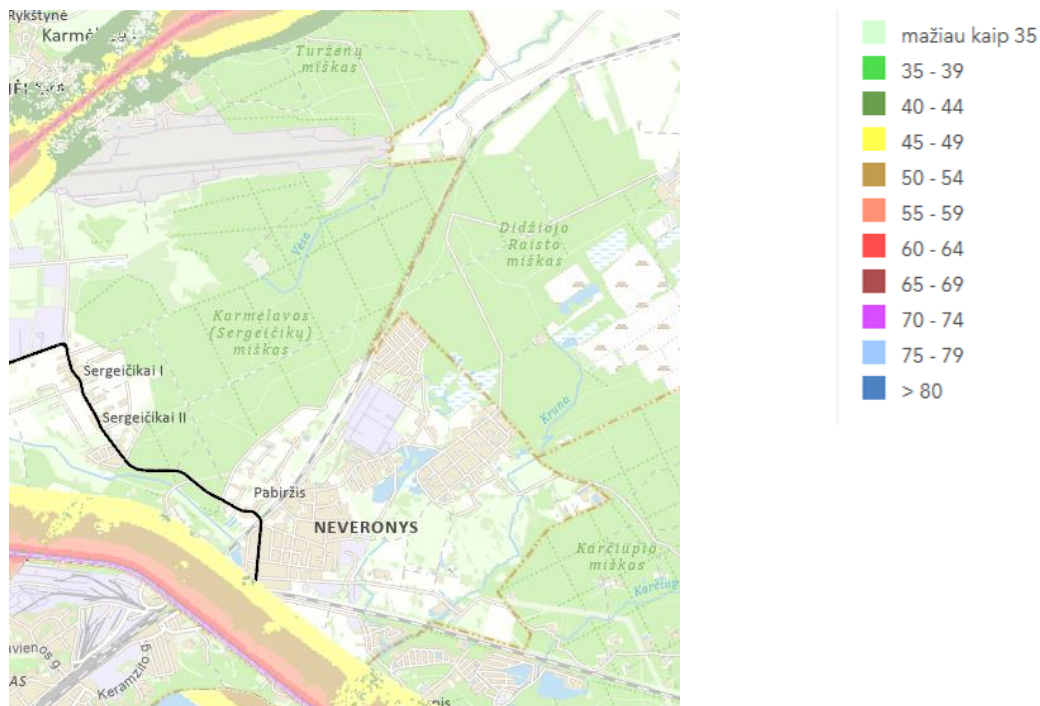 Rykštynė
Turžėnų
miškas
Vėsa
Didžiojo
Raisto
miškas
Karmėlavos
(Sergeičikų)
miškas
Sergeičikai I
Sergeičikai II
Kruna
Pabiržis
NEVERONYS
Karčiupio
miškas
Keramzito g.
mažiau kaip 35
35 - 39
40 - 44
45 - 49
50 - 54
55 - 59
60 - 64
65 - 69
70 - 74
75 - 79
> 80